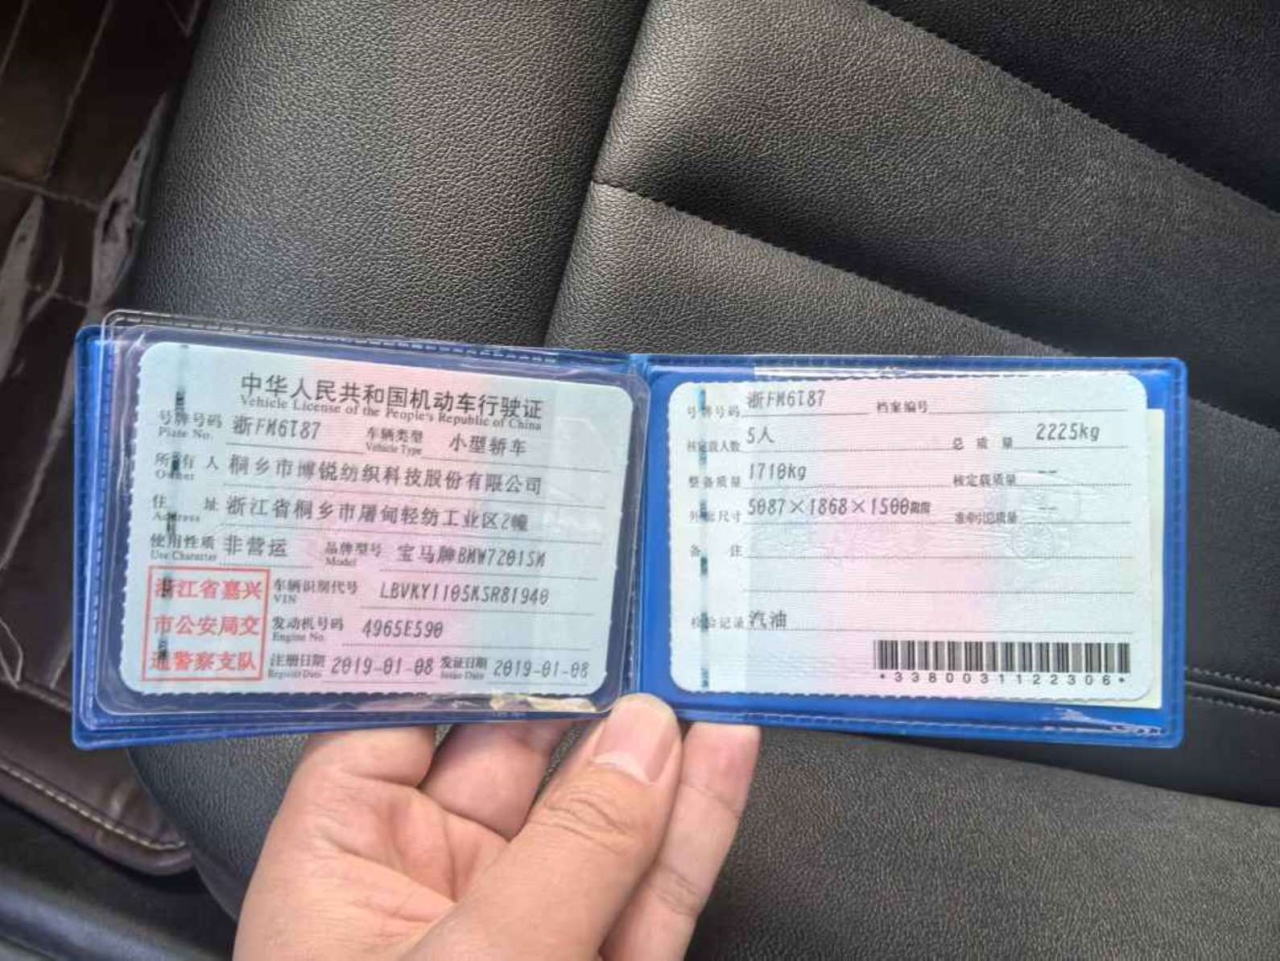 中华人民共和国机动车行驶证
Vehicle License of the People's Republic of China
号牌号码 浙FM6T87 车辆类型 小型轿车
Plate No. Vehicle Type
所有人 桐乡市博锐纺织科技股份有限公司
Owner
住址 浙江省桐乡市屠甸轻纺工业区2幢
Address
使用性质 非营运 品牌型号 宝马牌BMW7201SM
Use Character Model
浙江省嘉兴
市公安局交
通警察支队
车辆识别代号 LBVKY1105KSR81940
VIN
发动机号码 4965E590
Engine No.
注册日期 2019-01-08 发证日期 2019-01-08
Register Date Issue Date
号牌号码 浙FM6T87 档案编号
核定载人数 5人 总质量 2225kg
整备质量 1710kg 核定载质量 --
外廓尺寸 5087×1868×1500毫米 准牵引总质量 --
备注
检验记录 汽油
*3380031122306*